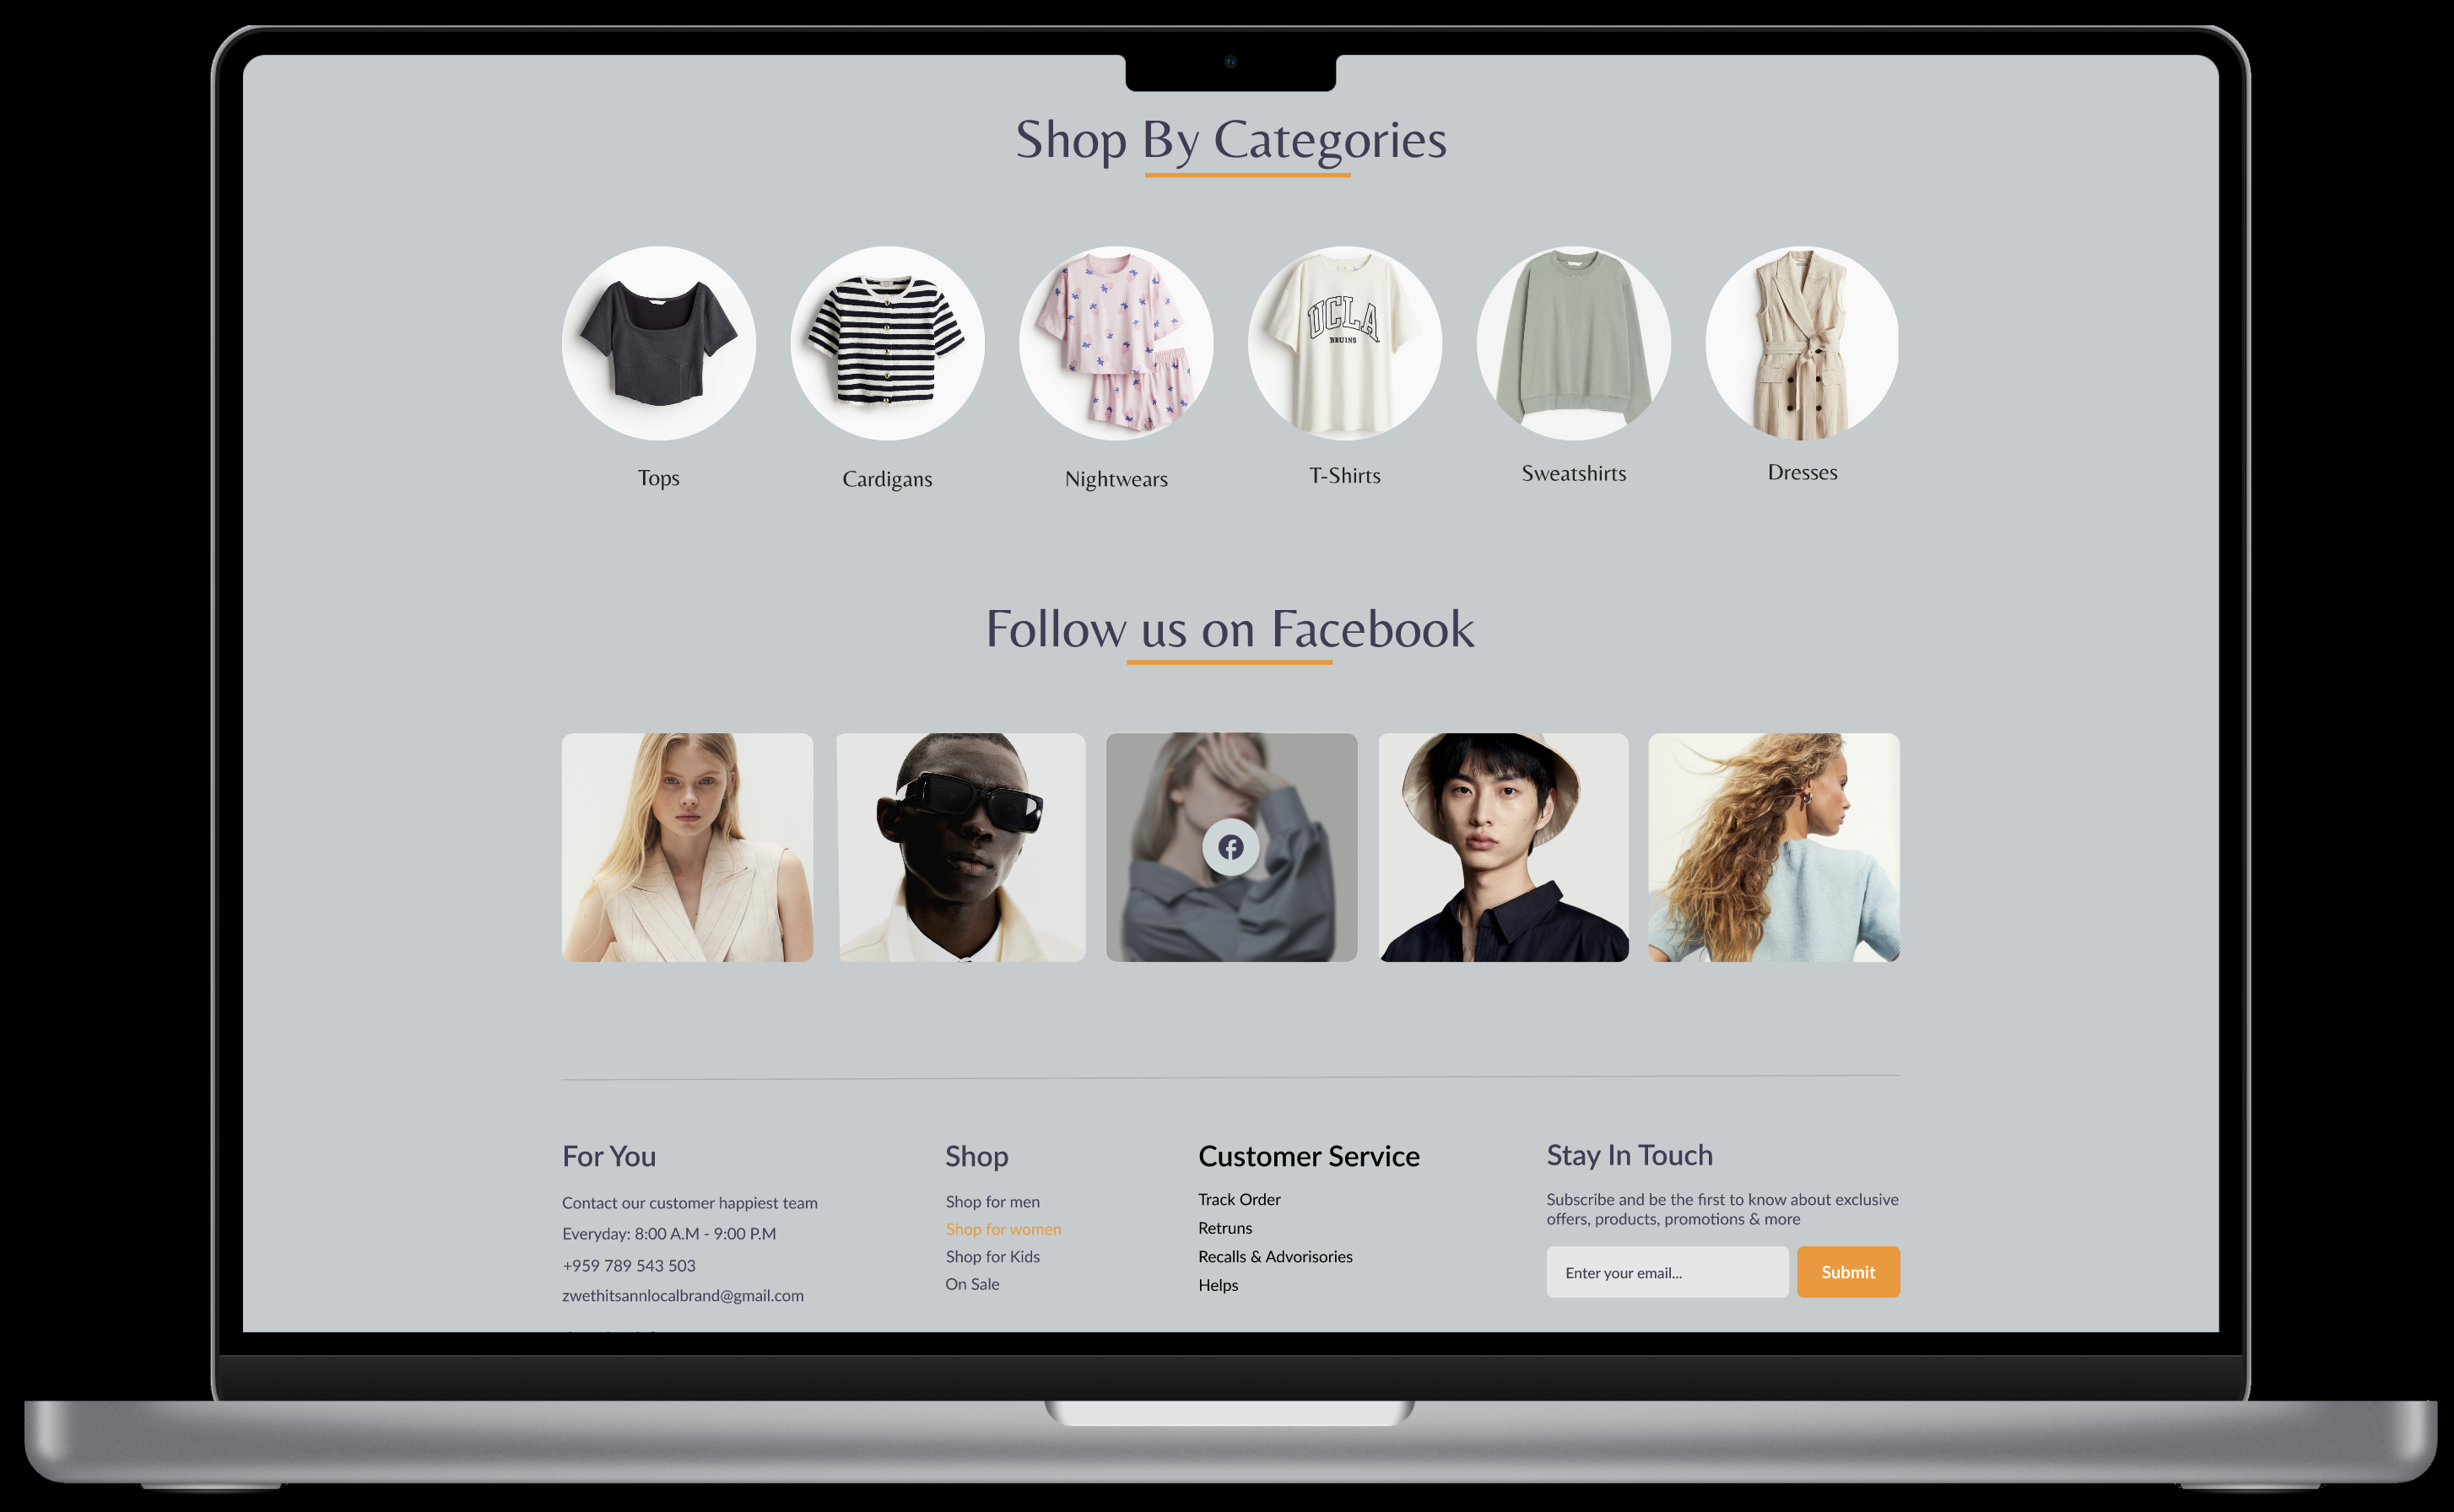 Shop By Categories
UCLA
BRUINS
Tops
Cardigans
Nightwears
T-Shirts
Sweatshirts
Dresses
Follow us on Facebook
For You
Contact our customer happiest team
Everyday: 8:00 A.M - 9:00 P.M
+959 789 543 503
zwethitsannlocalbrand@gmail.com
Shop
Shop for men
Shop for women
Shop for Kids
On Sale
Customer Service
Track Order
Retruns
Recalls & Advorisories
Helps
Stay In Touch
Subscribe and be the first to know about exclusive
offers, products, promotions & more
Enter your email...
Submit